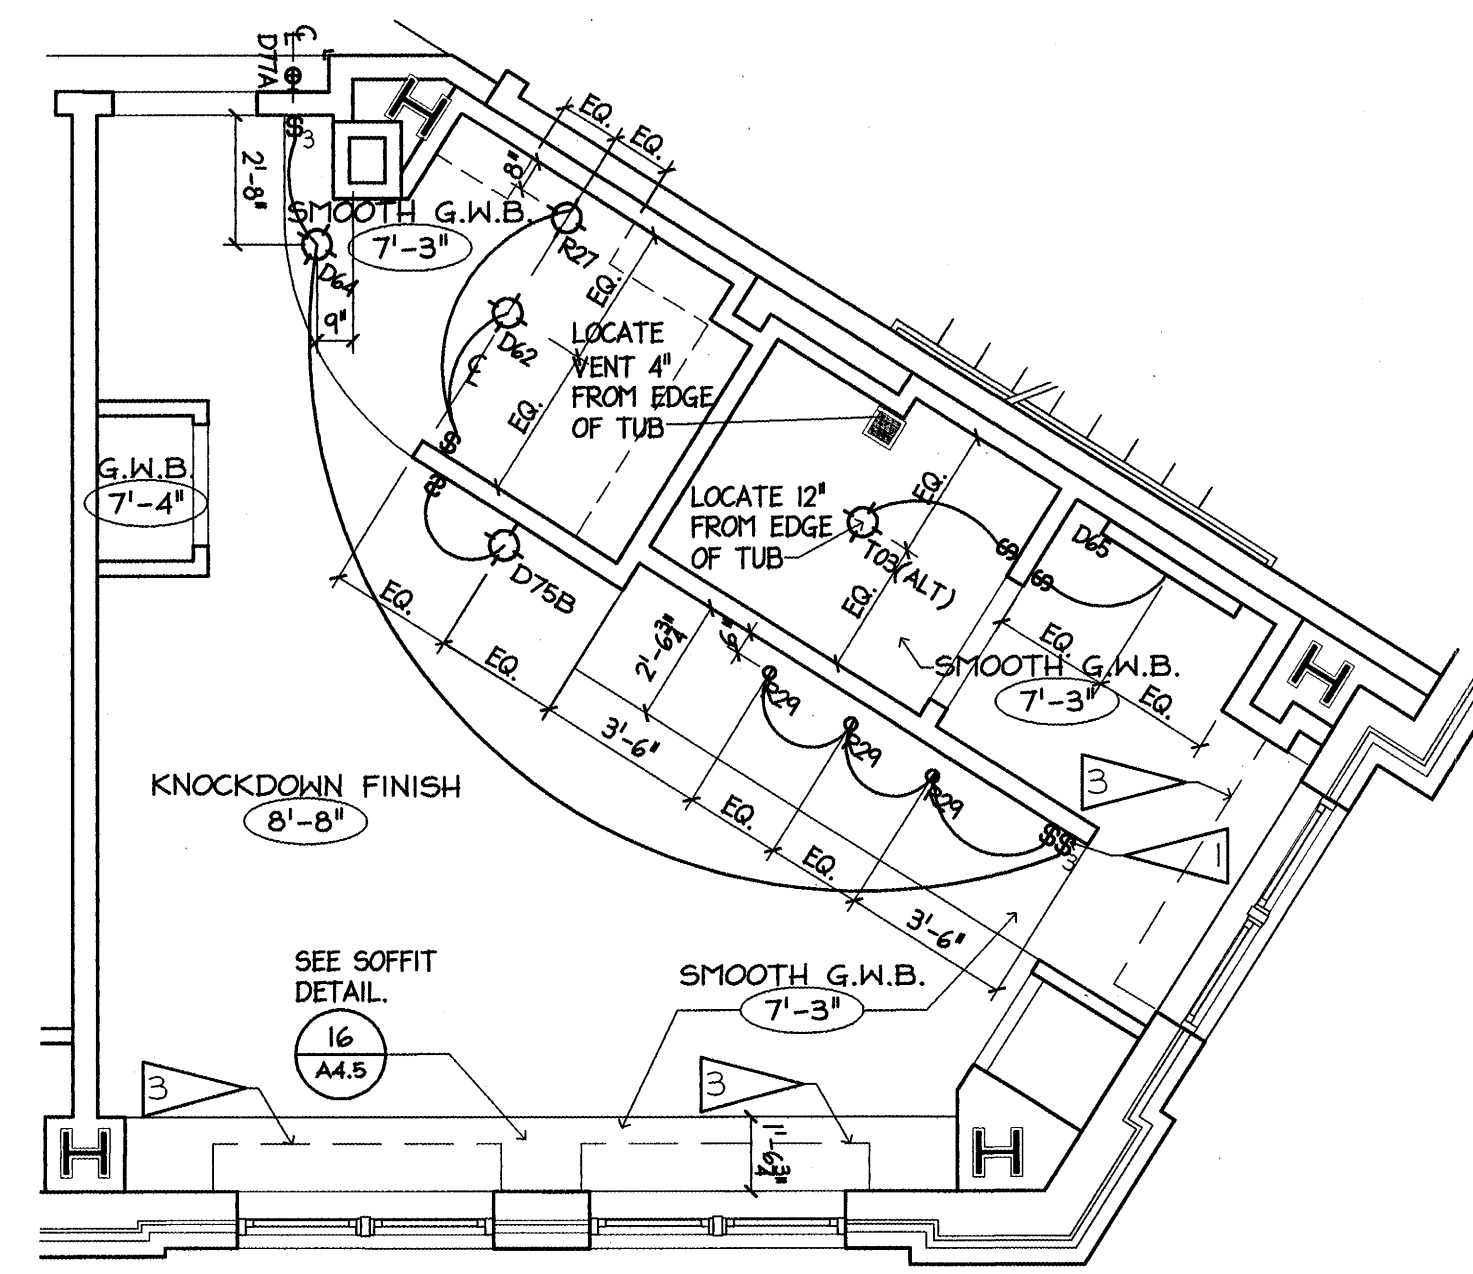 ℄
D77A
$
$3
2'-8"
SMOOTH G.W.B.
7'-3"
D64
9"
EQ.
EQ.
8"
R27
EQ.
D62
℄
EQ.
LOCATE
VENT 4"
FROM EDGE
OF TUB
$
$
D75B
G.W.B.
7'-4"
LOCATE 12"
FROM EDGE
OF TUB
EQ.
T03(ALT)
EQ.
$
$
D65
EQ.
EQ.
SMOOTH G.W.B.
7'-3"
EQ.
EQ.
2'-6 3/4"
6"
R29
R29
R29
3'-6"
EQ.
EQ.
3'-6"
$$3
3
1
KNOCKDOWN FINISH
8'-8"
SEE SOFFIT
DETAIL.
16
A4.5
SMOOTH G.W.B.
7'-3"
3
3
1'-6 3/4"